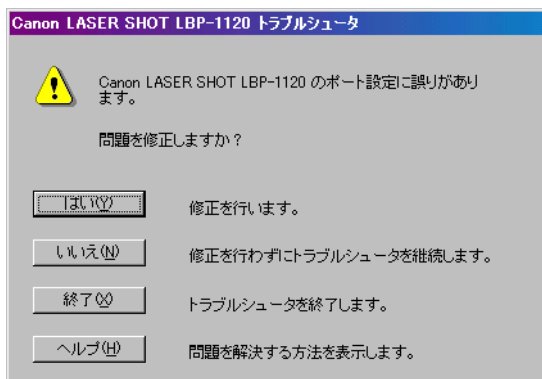 Canon LASER SHOT LBP-1120 トラブルシュータ
Canon LASER SHOT LBP-1120 のポート設定に誤りがあり
ます。
問題を修正しますか？
はい(Y) 修正を行います。
いいえ(N) 修正を行わずにトラブルシュータを継続します。
終了(X) トラブルシュータを終了します。
ヘルプ(H) 問題を解決する方法を表示します。